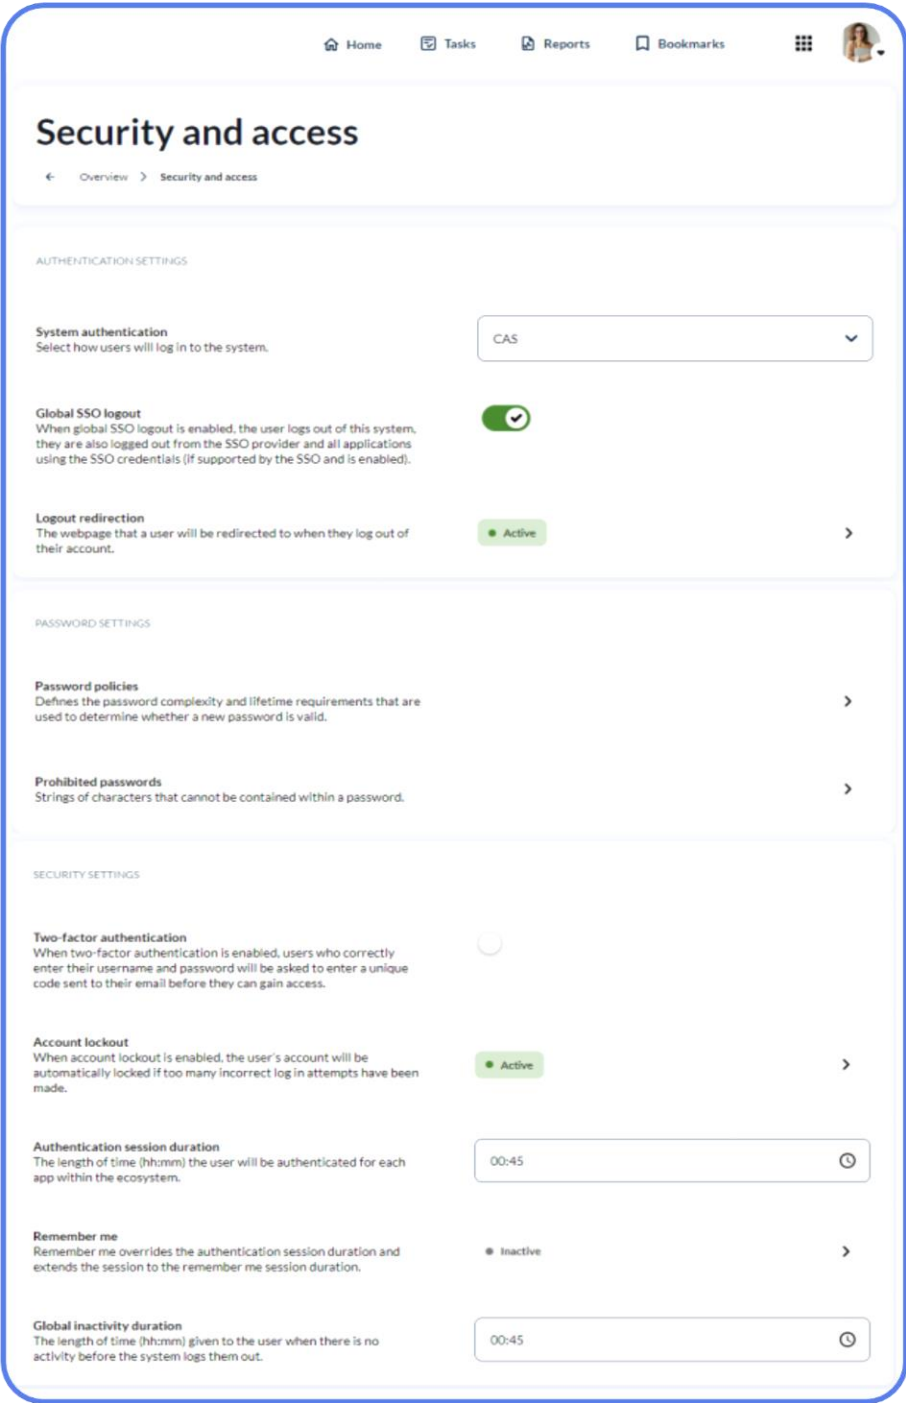 Home Tasks Reports Bookmarks
Security and access
Overview Security and access
AUTHENTICATION SETTINGS
System authentication
Select how users will log in to the system.
CAS
Global SSO logout
When global SSO logout is enabled, the user logs out of this system,
they are also logged out from the SSO provider and all applications
using the SSO credentials (if supported by the SSO and is enabled).
Logout redirection
The webpage that a user will be redirected to when they log out of
their account.
Active
PASSWORD SETTINGS
Password policies
Defines the password complexity and lifetime requirements that are
used to determine whether a new password is valid.
Prohibited passwords
Strings of characters that cannot be contained within a password.
SECURITY SETTINGS
Two-factor authentication
When two-factor authentication is enabled, users who correctly
enter their username and password will be asked to enter a unique
code sent to their email before they can gain access.
Account lockout
When account lockout is enabled, the user's account will be
automatically locked if too many incorrect log in attempts have been
made.
Active
Authentication session duration
The length of time (hh:mm) the user will be authenticated for each
app within the ecosystem.
00:45
Remember me
Remember me overrides the authentication session duration and
extends the session to the remember me session duration.
Inactive
Global inactivity duration
The length of time (hh:mm) given to the user when there is no
activity before the system logs them out.
00:45